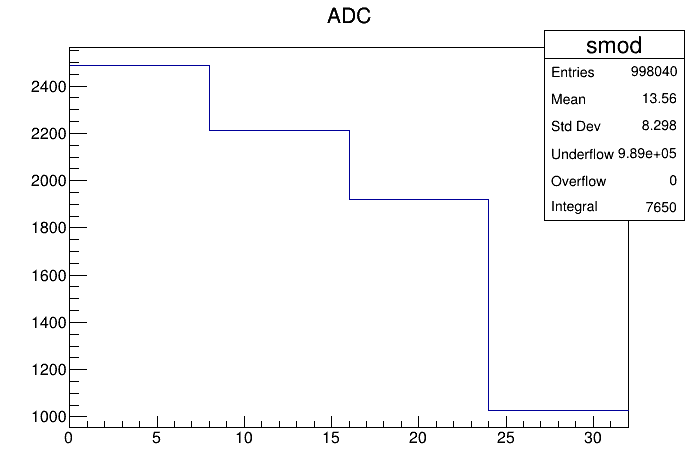 ADC
smod
Entries 998040
Mean 13.56
Std Dev 8.298
Underflow 9.89e+05
Overflow 0
Integral 7650
2400
2200
2000
1800
1600
1400
1200
1000
0 5 10 15 20 25 30